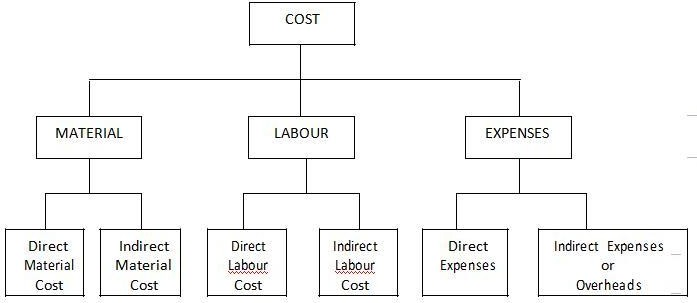 COST
MATERIAL
LABOUR
EXPENSES
Direct
Material
Cost
Indirect
Material
Cost
Direct
Labour
Cost
Indirect
Labour
Cost
Direct
Expenses
Indirect Expenses
or
Overheads